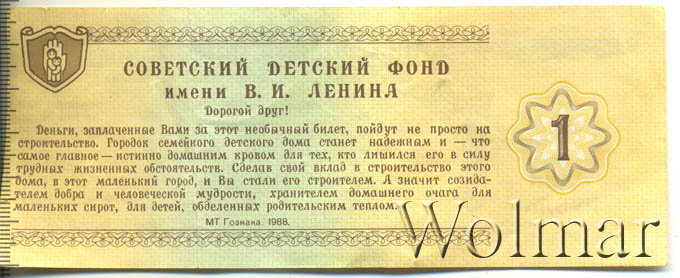 СОВЕТСКИЙ ДЕТСКИЙ ФОНД
ИМЕНИ В. И. ЛЕНИНА
Дорогой друг!
Деньги, заплаченные Вами за этот необычный билет, пойдут не просто на
строительство. Городок семейного детского дома станет надежным и — что
самое главное — истинно домашним кровом для тех, кто лишился его в силу
трудных жизненных обстоятельств. Сделав свой вклад в строительство этого
дома, в этот маленький город, и Вы стали его строителем. А значит созида-
телем добра и человеческой мудрости, хранителем домашнего очага для
маленьких сирот, для детей, обделенных родительским теплом.
МТ Гознака. 1988.
1
Wolmar